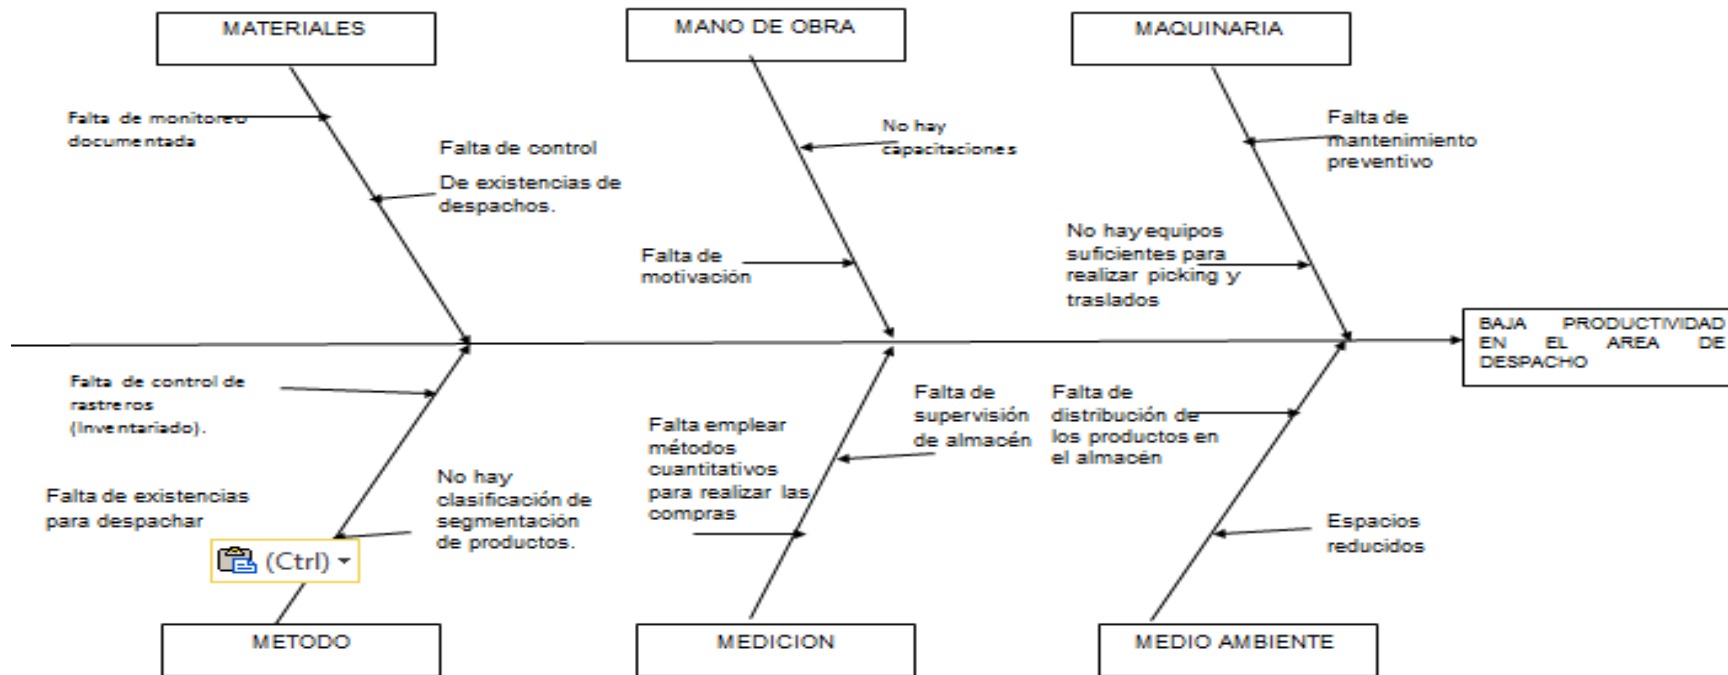 MATERIALES
MANO DE OBRA
MAQUINARIA
Falta de monitoreo
documentada
Falta de control
De existencias de
despachos.
No hay
capacitaciones
Falta de
mantenimiento
preventivo
Falta de
motivación
No hay equipos
suficientes para
realizar picking y
traslados
BAJA PRODUCTIVIDAD
EN EL AREA DE
DESPACHO
Falta de control de
rastreros
(Inventariado).
Falta de existencias
para despachar
No hay
clasificación de
segmentación
de productos.
Falta emplear
métodos
cuantitativos
para realizar las
compras
Falta de
supervisión
de almacén
Falta de
distribución de
los productos en
el almacén
Espacios
reducidos
(Ctrl)
METODO
MEDICION
MEDIO AMBIENTE